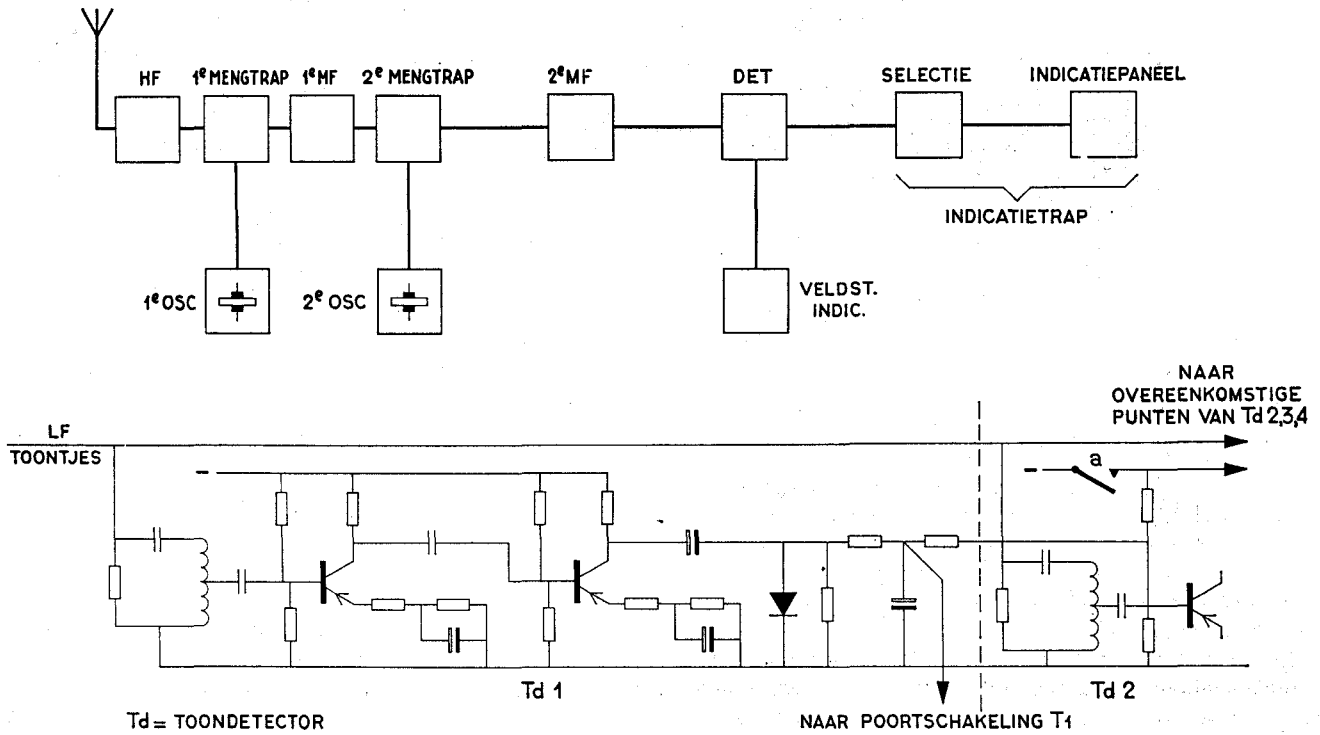 HF
1e MENGTRAP
1e MF
2e MENGTRAP
2e MF
DET
SELECTIE
INDICATIEPANEEL
INDICATIETRAP
1e OSC
2e OSC
VELDST.
INDIC.
NAAR
OVEREENKOMSTIGE
PUNTEN VAN Td 2,3,4
LF
TOONTJES
-
- a
Td 1
Td 2
Td = TOONDETECTOR
NAAR POORTSCHAKELING T1